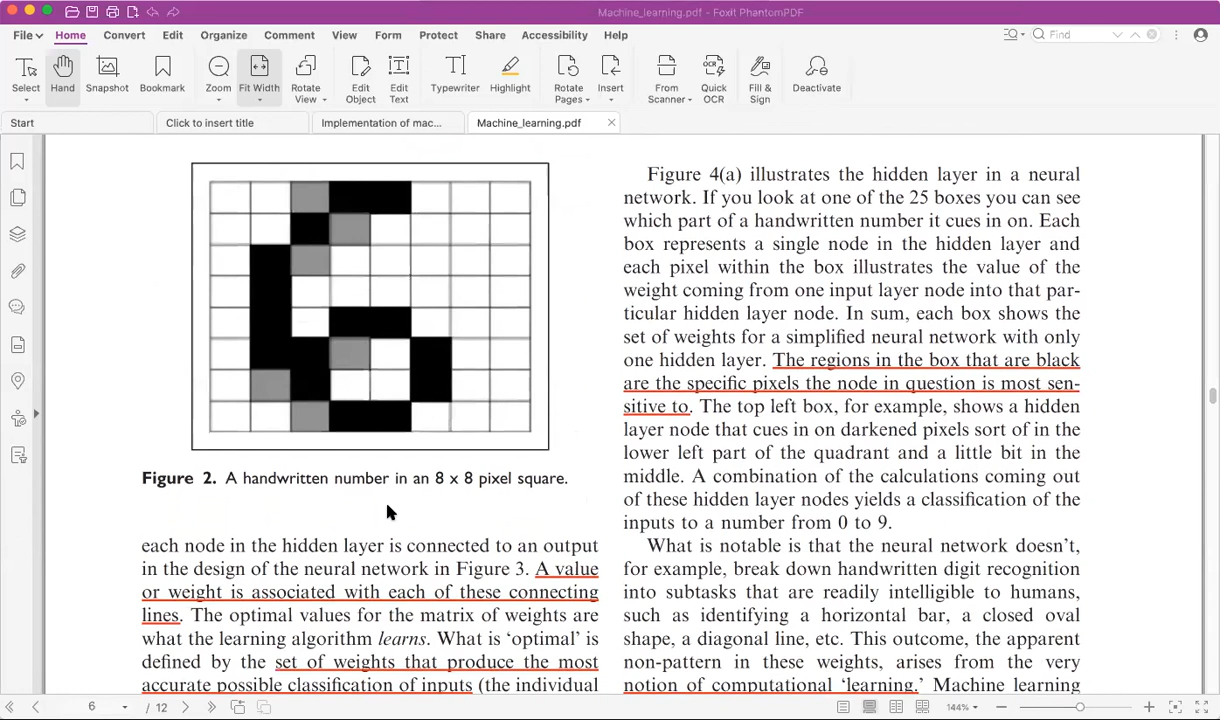 Machine_learning.pdf - Foxit PhantomPDF
File Home Convert Edit Organize Comment View Form Protect Share Accessibility Help Find
Select Hand Snapshot Bookmark Zoom Fit Width Rotate View Edit Object Edit Text Typewriter Highlight Rotate Pages Insert From Scanner OCR Quick OCR Fill & Sign Deactivate
Start Click to insert title Implementation of mac... Machine_learning.pdf
Figure 2. A handwritten number in an 8 x 8 pixel square.
each node in the hidden layer is connected to an output
in the design of the neural network in Figure 3. A value
or weight is associated with each of these connecting
lines. The optimal values for the matrix of weights are
what the learning algorithm learns. What is ‘optimal’ is
defined by the set of weights that produce the most
accurate possible classification of inputs (the individual
Figure 4(a) illustrates the hidden layer in a neural
network. If you look at one of the 25 boxes you can see
which part of a handwritten number it cues in on. Each
box represents a single node in the hidden layer and
each pixel within the box illustrates the value of the
weight coming from one input layer node into that par-
ticular hidden layer node. In sum, each box shows the
set of weights for a simplified neural network with only
one hidden layer. The regions in the box that are black
are the specific pixels the node in question is most sen-
sitive to. The top left box, for example, shows a hidden
layer node that cues in on darkened pixels sort of in the
lower left part of the quadrant and a little bit in the
middle. A combination of the calculations coming out
of these hidden layer nodes yields a classification of the
inputs to a number from 0 to 9.
What is notable is that the neural network doesn’t,
for example, break down handwritten digit recognition
into subtasks that are readily intelligible to humans,
such as identifying a horizontal bar, a closed oval
shape, a diagonal line, etc. This outcome, the apparent
non-pattern in these weights, arises from the very
notion of computational ‘learning.’ Machine learning
6 / 12 144%